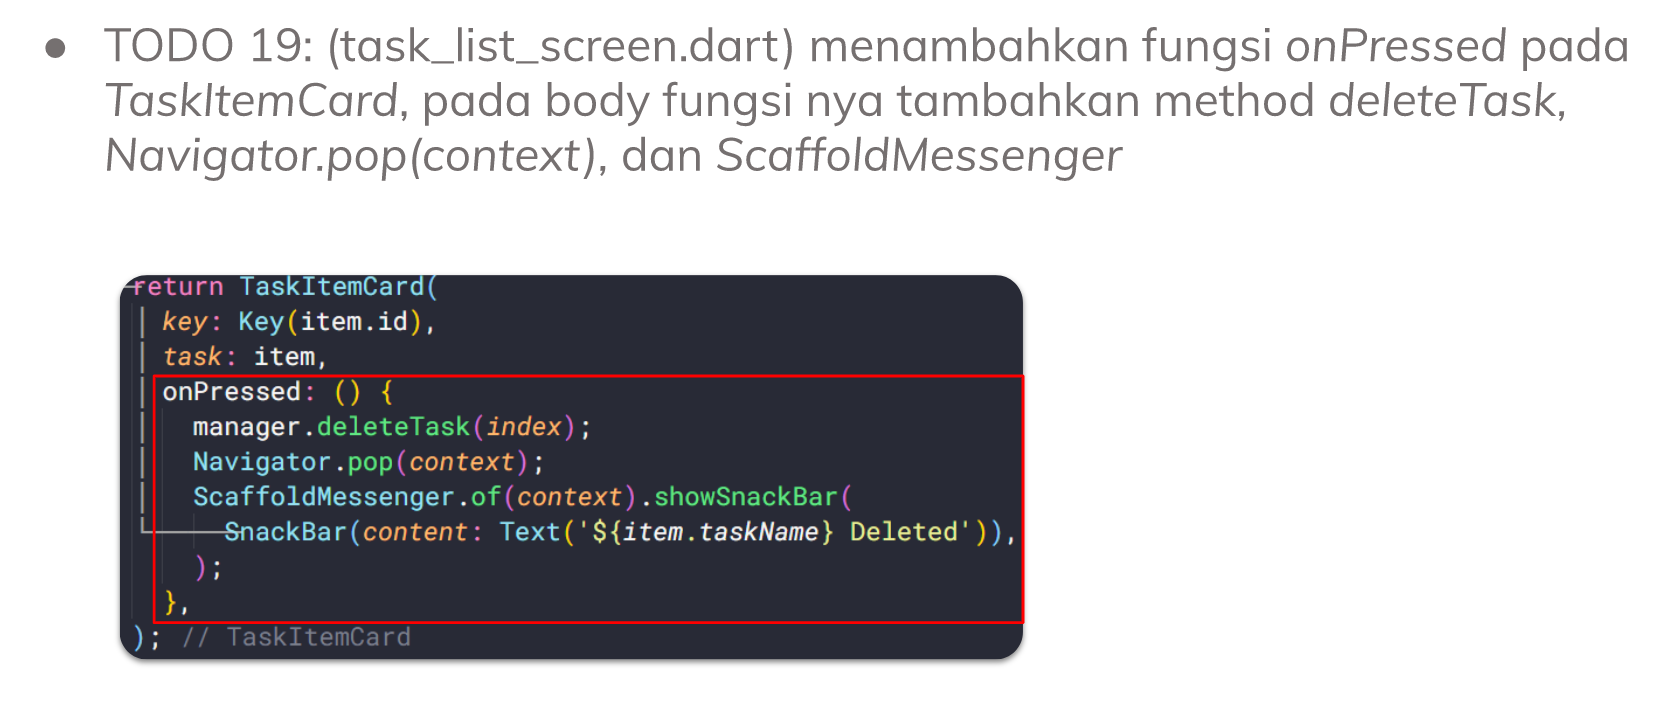 ● TODO 19: (task_list_screen.dart) menambahkan fungsi onPressed pada
TaskItemCard, pada body fungsi nya tambahkan method deleteTask,
Navigator.pop(context), dan ScaffoldMessenger
return TaskItemCard(
key: Key(item.id),
task: item,
onPressed: () {
manager.deleteTask(index);
Navigator.pop(context);
ScaffoldMessenger.of(context).showSnackBar(
SnackBar(content: Text('${item.taskName} Deleted')),
);
},
); // TaskItemCard